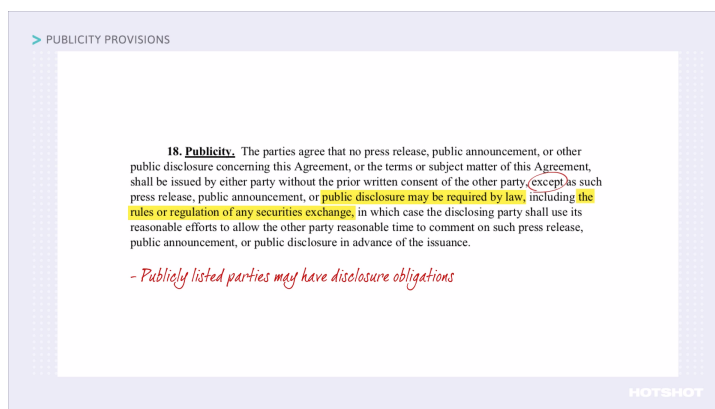 > PUBLICITY PROVISIONS
18. Publicity. The parties agree that no press release, public announcement, or other
public disclosure concerning this Agreement, or the terms or subject matter of this Agreement,
shall be issued by either party without the prior written consent of the other party, except as such
press release, public announcement, or public disclosure may be required by law, including the
rules or regulation of any securities exchange, in which case the disclosing party shall use its
reasonable efforts to allow the other party reasonable time to comment on such press release,
public announcement, or public disclosure in advance of the issuance.
- Publicly listed parties may have disclosure obligations
HOTSHOT